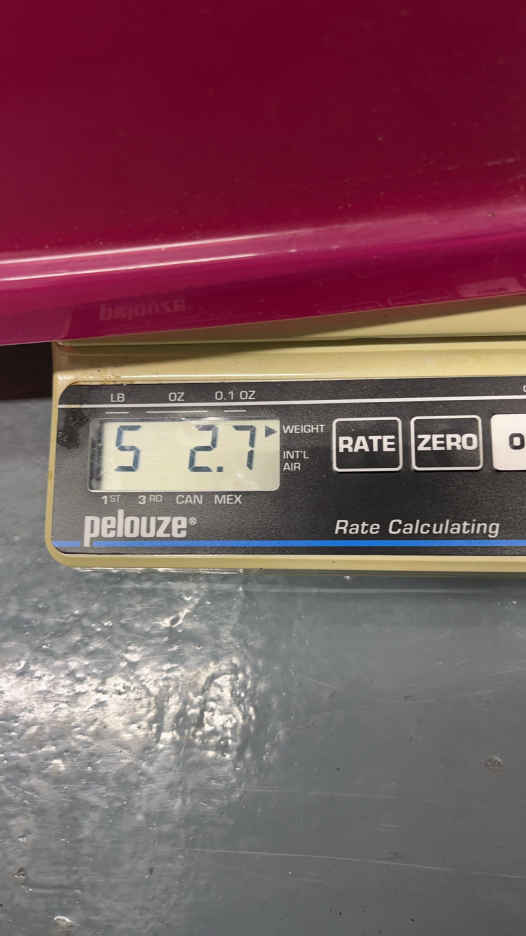 LB OZ 0.1 OZ
5 2.7
WEIGHT
INT'L
AIR
RATE
ZERO
1ST 3RD CAN MEX
pelouze®
Rate Calculating